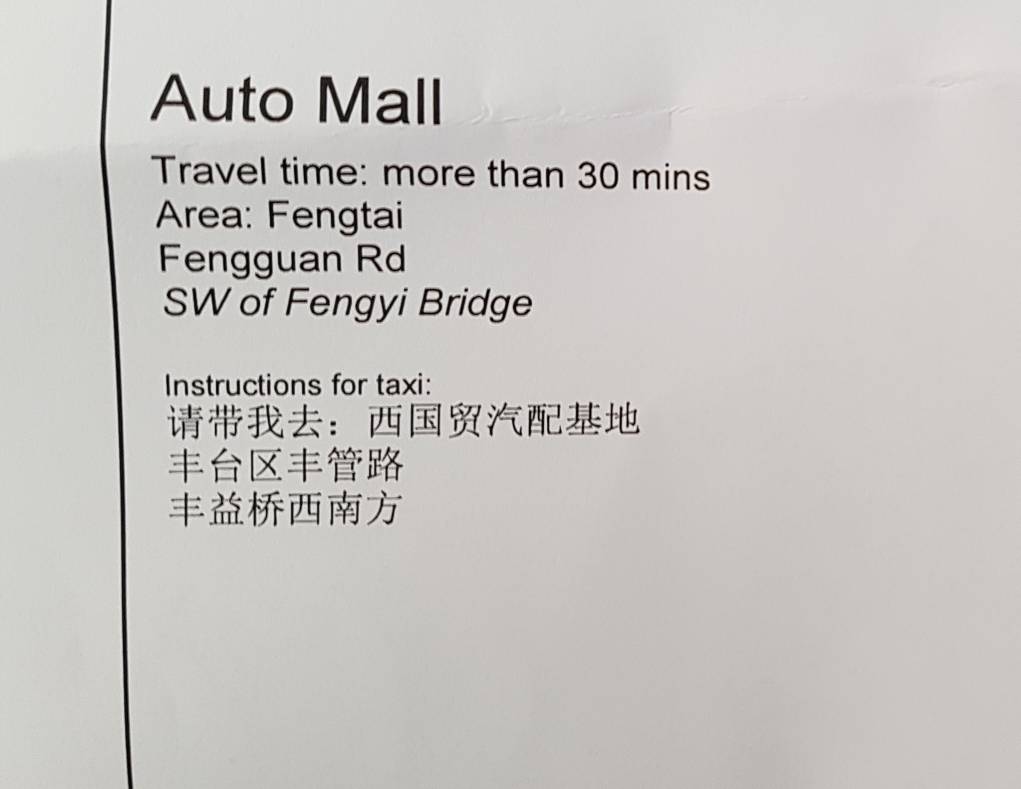 Auto Mall
Travel time: more than 30 mins
Area: Fengtai
Fengguan Rd
SW of Fengyi Bridge
Instructions for taxi:
请带我去：西国贸汽配基地
丰台区丰管路
丰益桥西南方